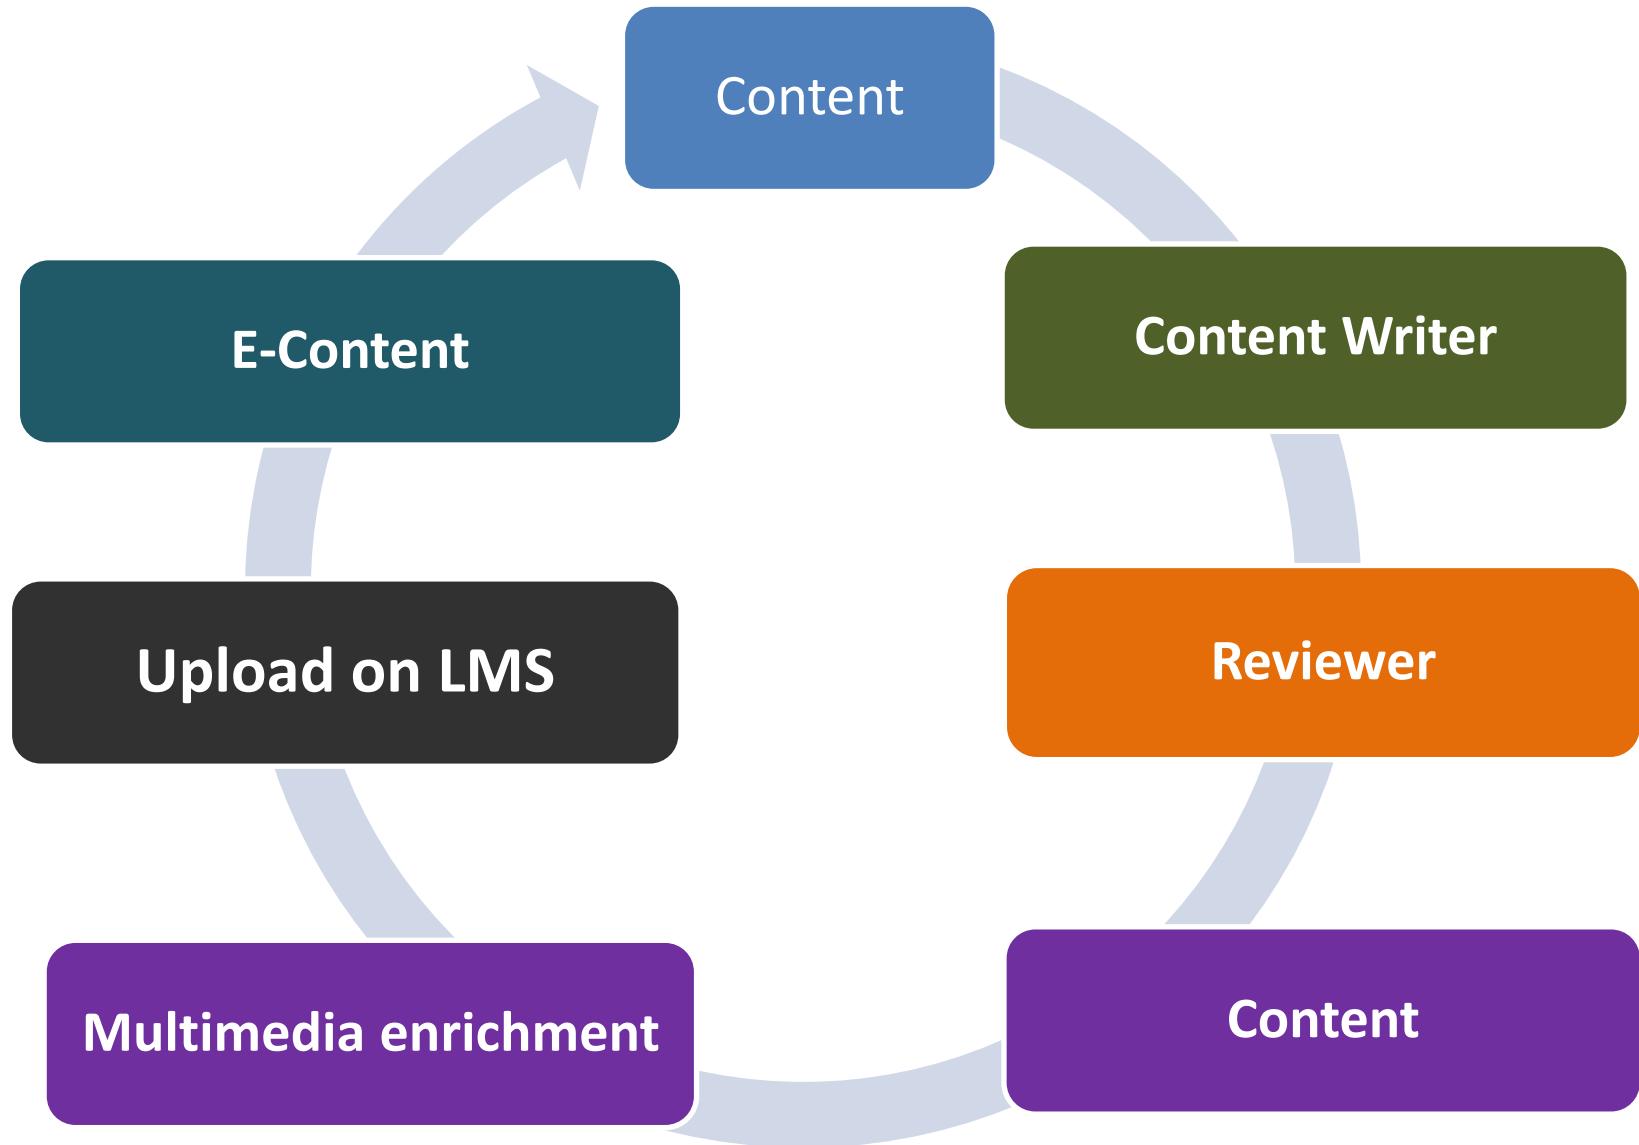 Content
Content Writer
Reviewer
Content
Multimedia enrichment
Upload on LMS
E-Content